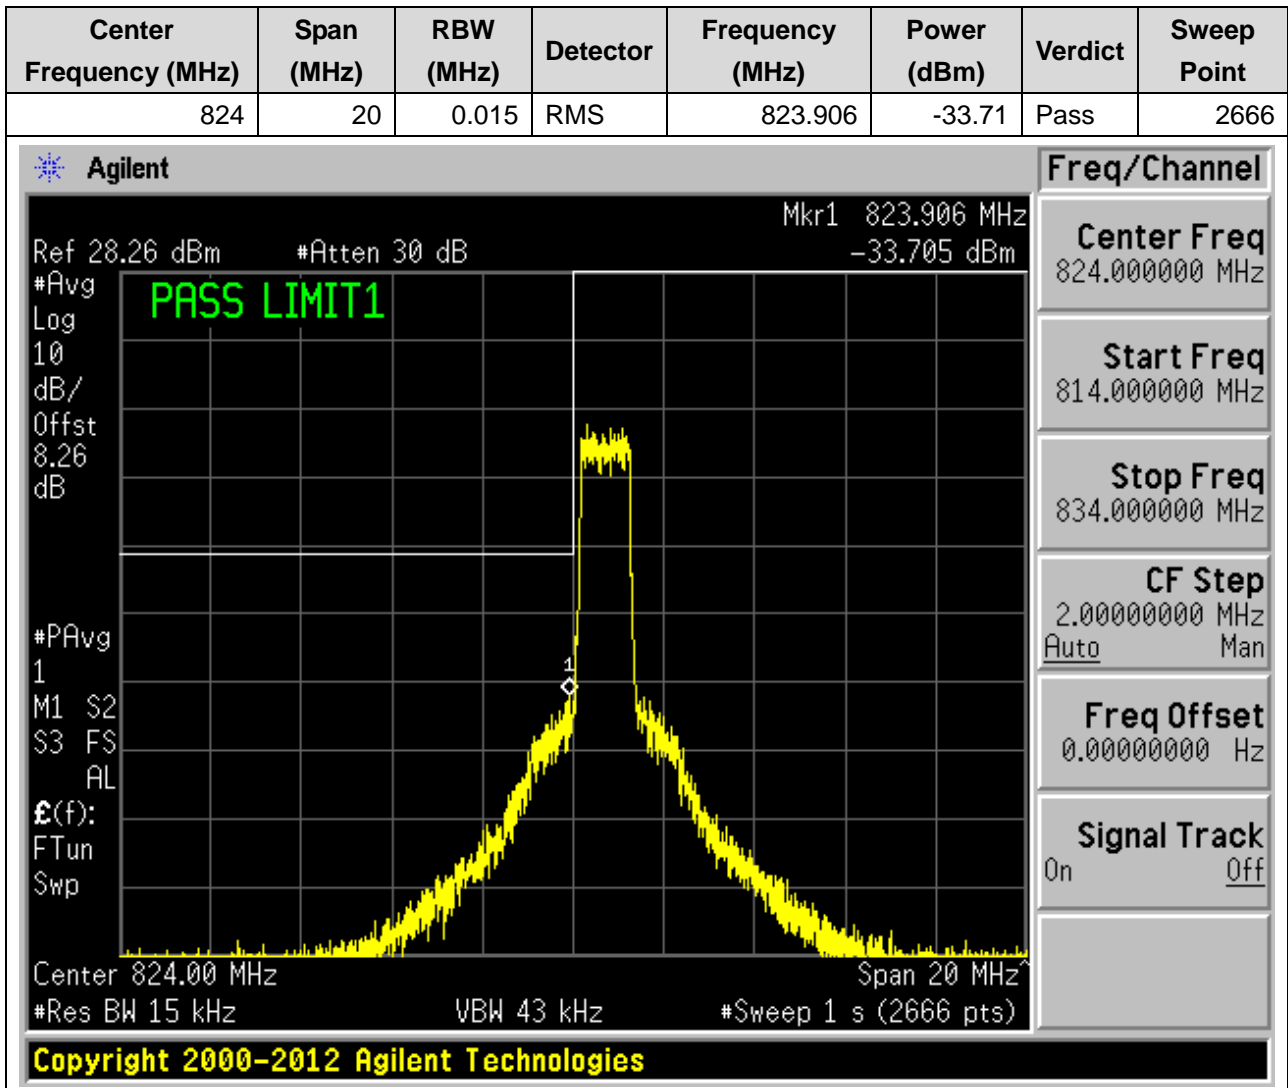 Center Frequency (MHz) Span (MHz) RBW (MHz) Detector Frequency (MHz) Power (dBm) Verdict Sweep Point
824 20 0.015 RMS 823.906 -33.71 Pass 2666
Agilent
Freq/Channel
Mkr1 823.906 MHz
Ref 28.26 dBm #Atten 30 dB -33.705 dBm
#Avg
Log
10
dB/
Offst
8.26
dB
PASS LIMIT1
#PAvg
1
M1 S2
S3 FS
AL
£(f):
FTun
Swp
1
Center 824.00 MHz Span 20 MHz^
#Res BW 15 kHz VBW 43 kHz #Sweep 1 s (2666 pts)
Center Freq
824.000000 MHz
Start Freq
814.000000 MHz
Stop Freq
834.000000 MHz
CF Step
2.00000000 MHz
Auto Man
Freq Offset
0.00000000 Hz
Signal Track
On Off
Copyright 2000-2012 Agilent Technologies